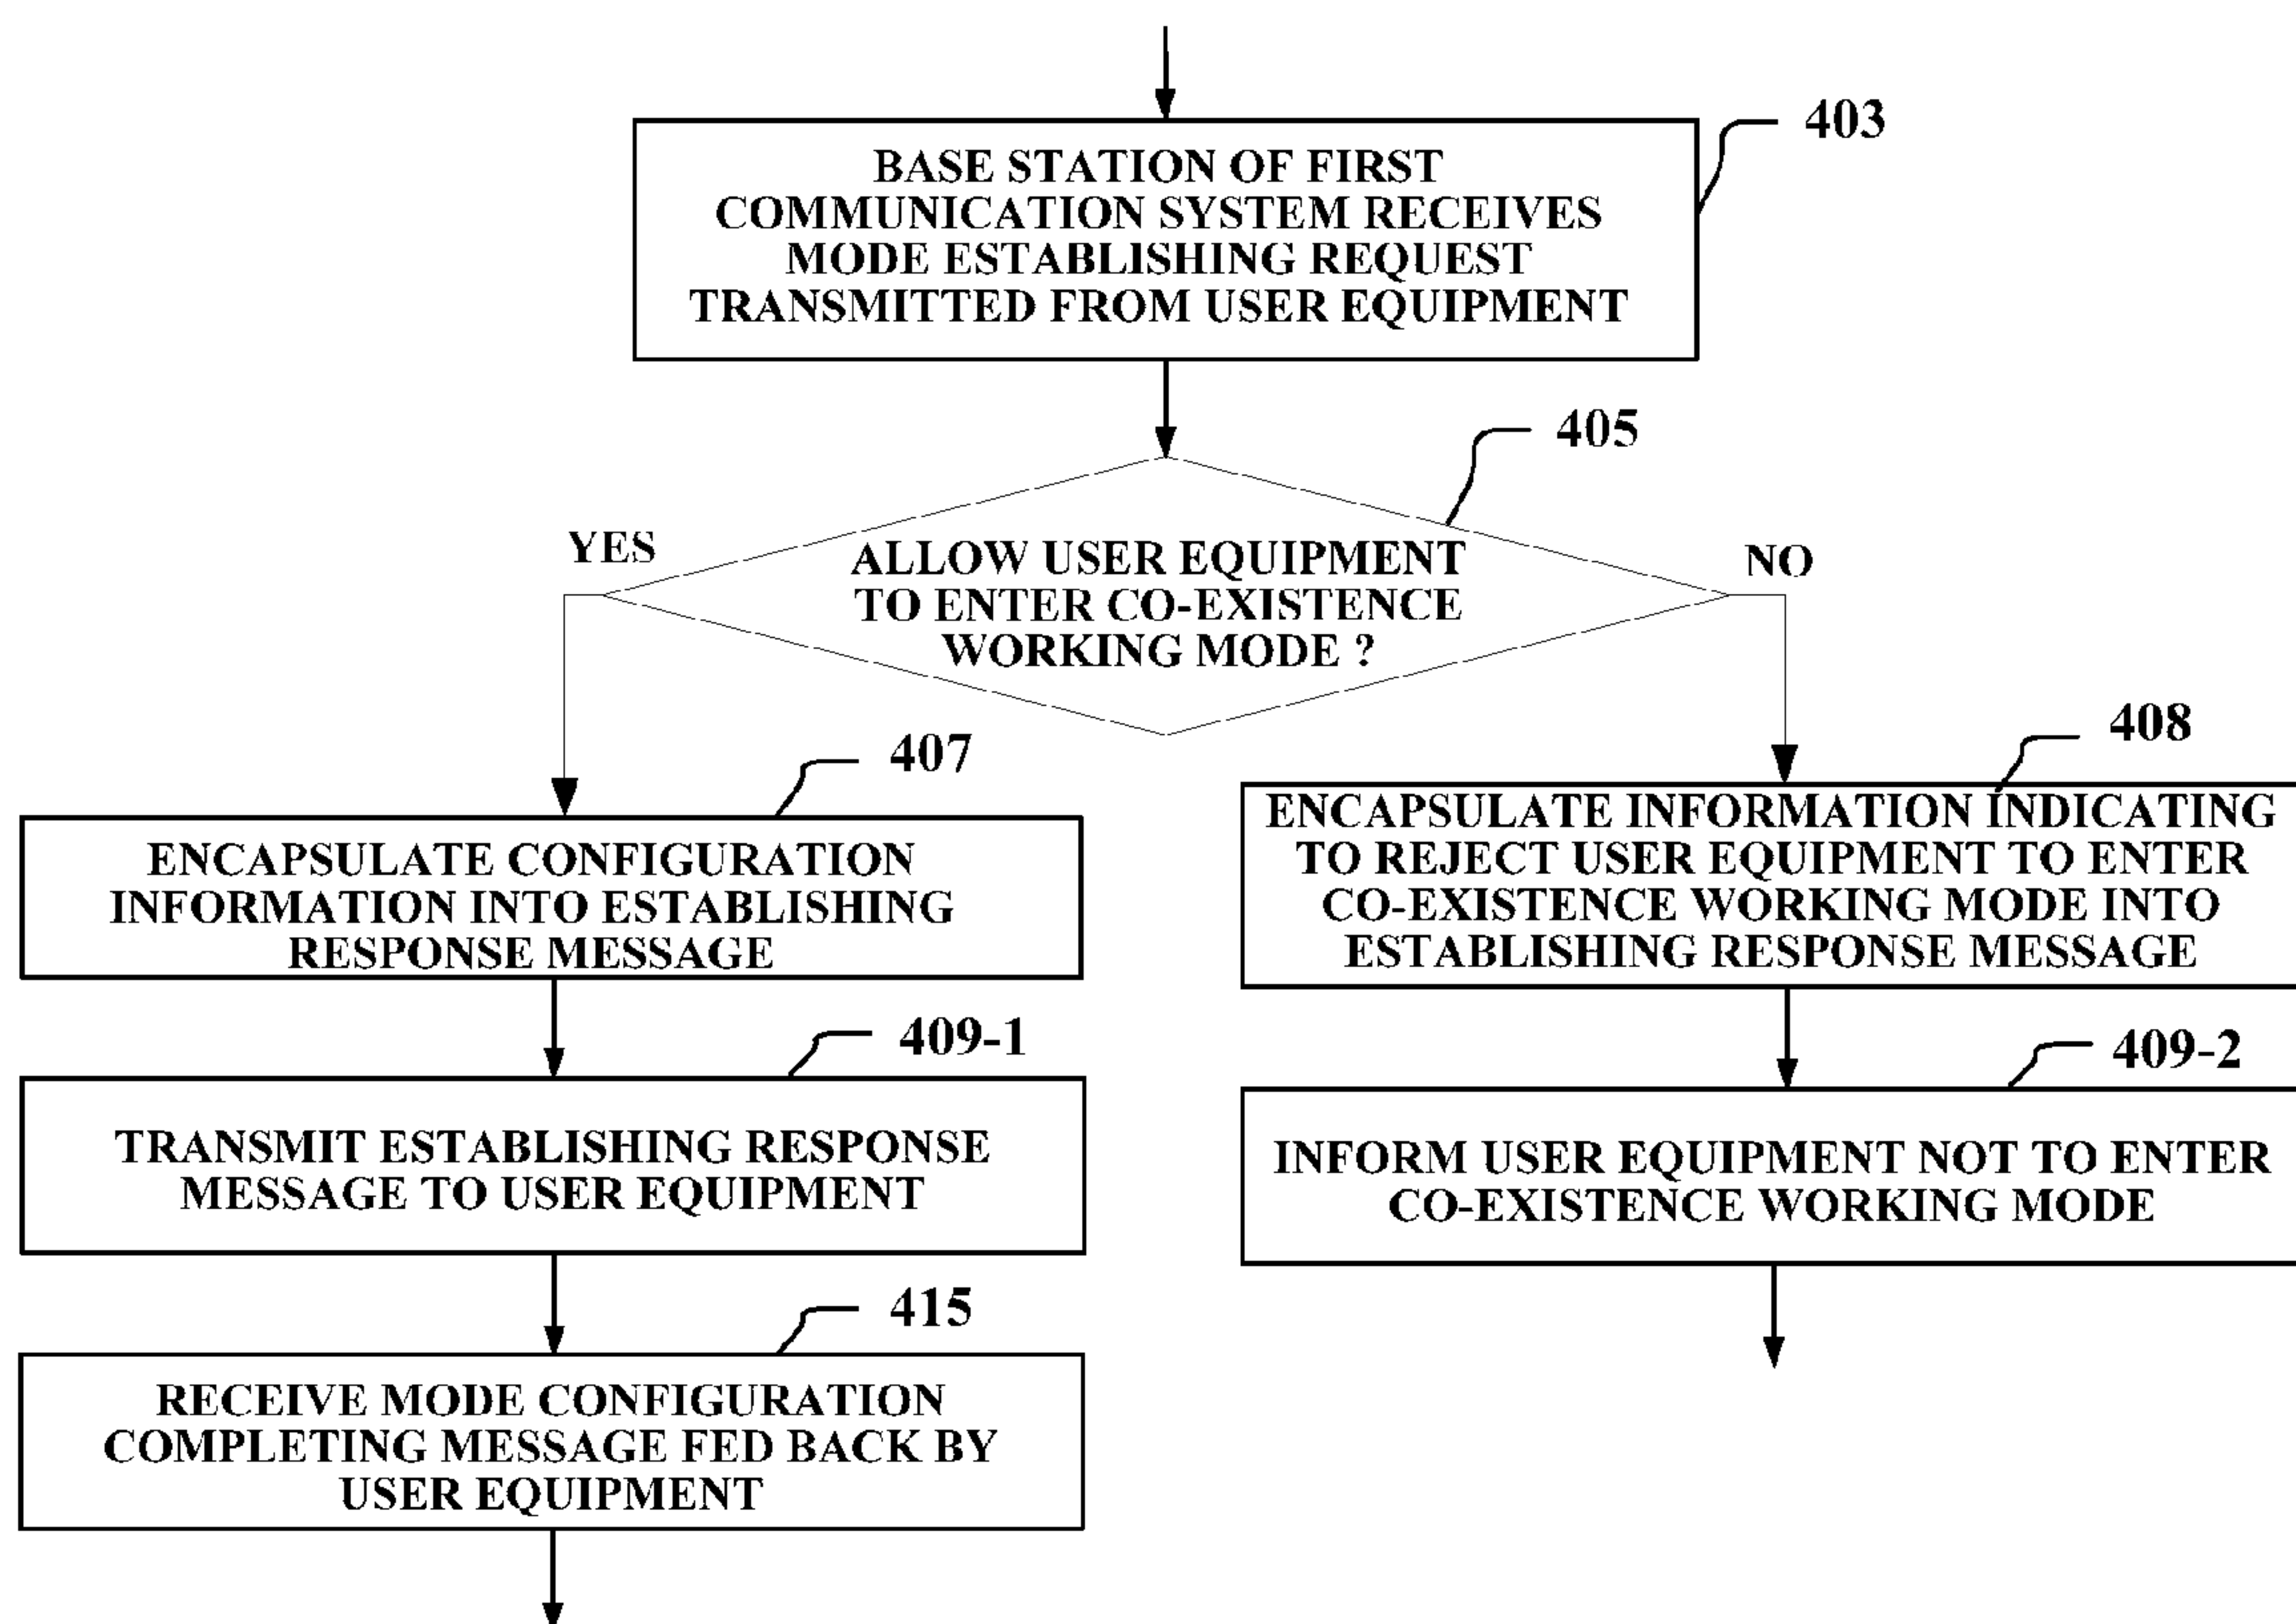 403
BASE STATION OF FIRST
COMMUNICATION SYSTEM RECEIVES
MODE ESTABLISHING REQUEST
TRANSMITTED FROM USER EQUIPMENT
405
YES
ALLOW USER EQUIPMENT
TO ENTER CO-EXISTENCE
WORKING MODE ?
NO
407
ENCAPSULATE CONFIGURATION
INFORMATION INTO ESTABLISHING
RESPONSE MESSAGE
408
ENCAPSULATE INFORMATION INDICATING
TO REJECT USER EQUIPMENT TO ENTER
CO-EXISTENCE WORKING MODE INTO
ESTABLISHING RESPONSE MESSAGE
409-1
TRANSMIT ESTABLISHING RESPONSE
MESSAGE TO USER EQUIPMENT
409-2
INFORM USER EQUIPMENT NOT TO ENTER
CO-EXISTENCE WORKING MODE
415
RECEIVE MODE CONFIGURATION
COMPLETING MESSAGE FED BACK BY
USER EQUIPMENT